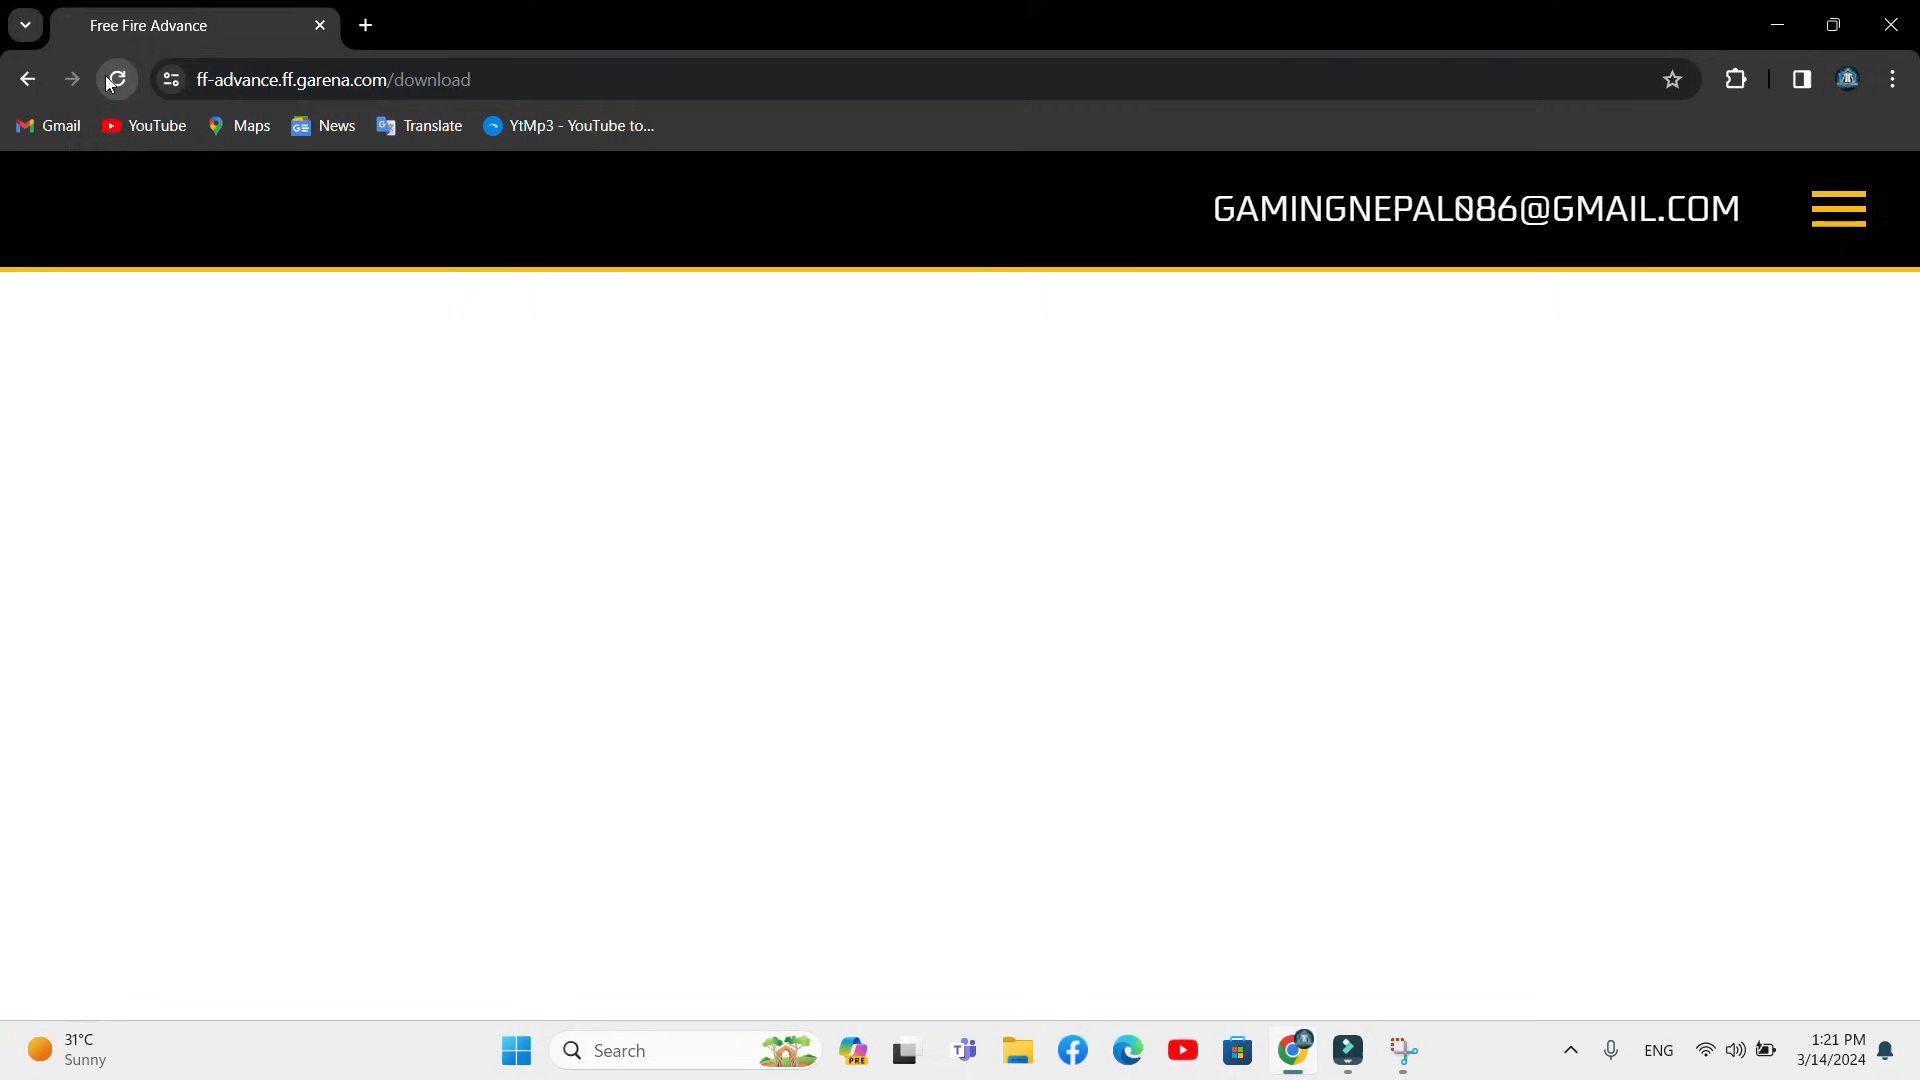 Free Fire Advance
ff-advance.ff.garena.com/download
Gmail YouTube Maps News Translate YtMp3 - YouTube to...
GAMINGNEPAL086@GMAIL.COM
31°C
Sunny
Search
PRE
ENG
1:21 PM
3/14/2024